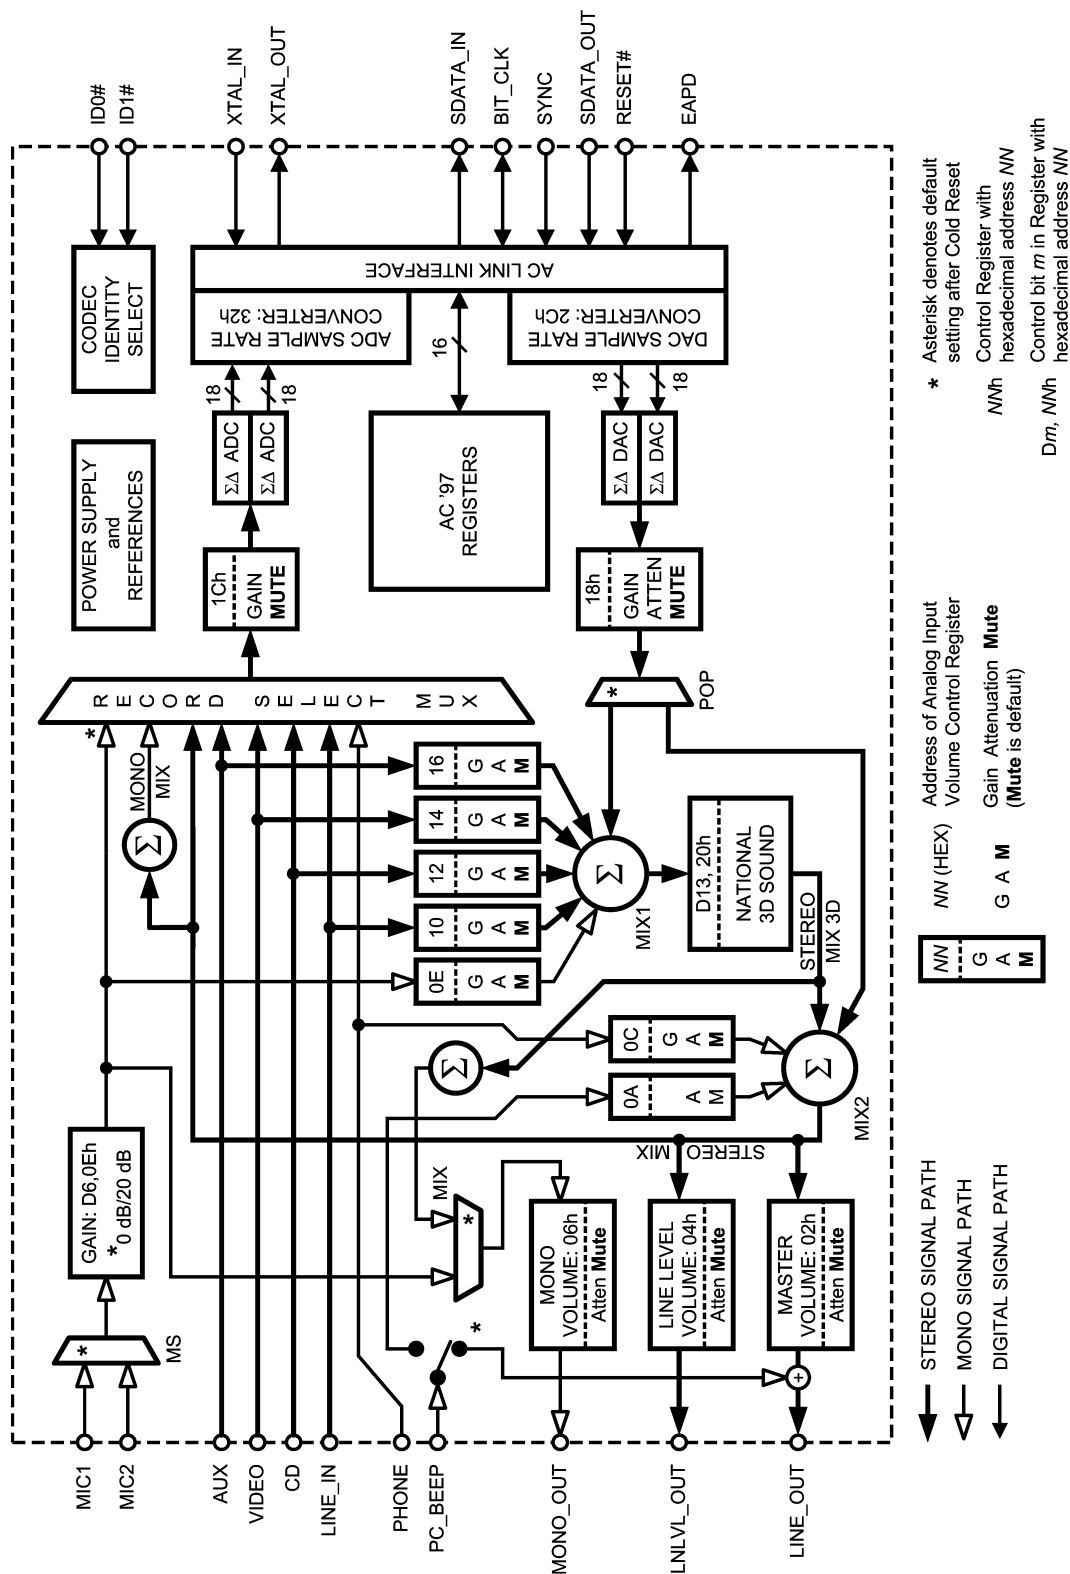 MIC1
MIC2
AUX
VIDEO
CD
LINE_IN
PHONE
PC_BEEP
MONO_OUT
LNLVL_OUT
LINE_OUT
*
MS
GAIN: D6,0Eh
* 0 dB/20 dB
MONO
MIX
Σ
*
R E C O R D S E L E C T M U X
POWER SUPPLY
and
REFERENCES
CODEC
IDENTITY
SELECT
ID0#
ID1#
1Ch
GAIN
MUTE
ΣΔ ADC
ΣΔ ADC
18
18
ADC SAMPLE RATE
CONVERTER: 32h
AC LINK INTERFACE
XTAL_IN
XTAL_OUT
SDATA_IN
BIT_CLK
SYNC
SDATA_OUT
RESET#
EAPD
AC '97
REGISTERS
16
DAC SAMPLE RATE
CONVERTER: 2Ch
18
18
ΣΔ DAC
ΣΔ DAC
18h
GAIN
ATTEN
MUTE
*
POP
16
G A M
14
G A M
12
G A M
10
G A M
0E
G A M
Σ
MIX1
D13, 20h
NATIONAL
3D SOUND
STEREO
MIX 3D
Σ
0C
G A M
0A
A M
Σ
MIX2
STEREO
MIX
MIX
*
*
MONO
VOLUME: 06h
Atten Mute
LINE LEVEL
VOLUME: 04h
Atten Mute
MASTER
VOLUME: 02h
Atten Mute
+
STEREO SIGNAL PATH
MONO SIGNAL PATH
DIGITAL SIGNAL PATH
NN
G A M
NN (HEX)
Address of Analog Input
Volume Control Register
G A M
Gain Attenuation Mute
(Mute is default)
*
Asterisk denotes default
setting after Cold Reset
NNh
Control Register with
hexadecimal address NN
Dm, NNh
Control bit m in Register with
hexadecimal address NN